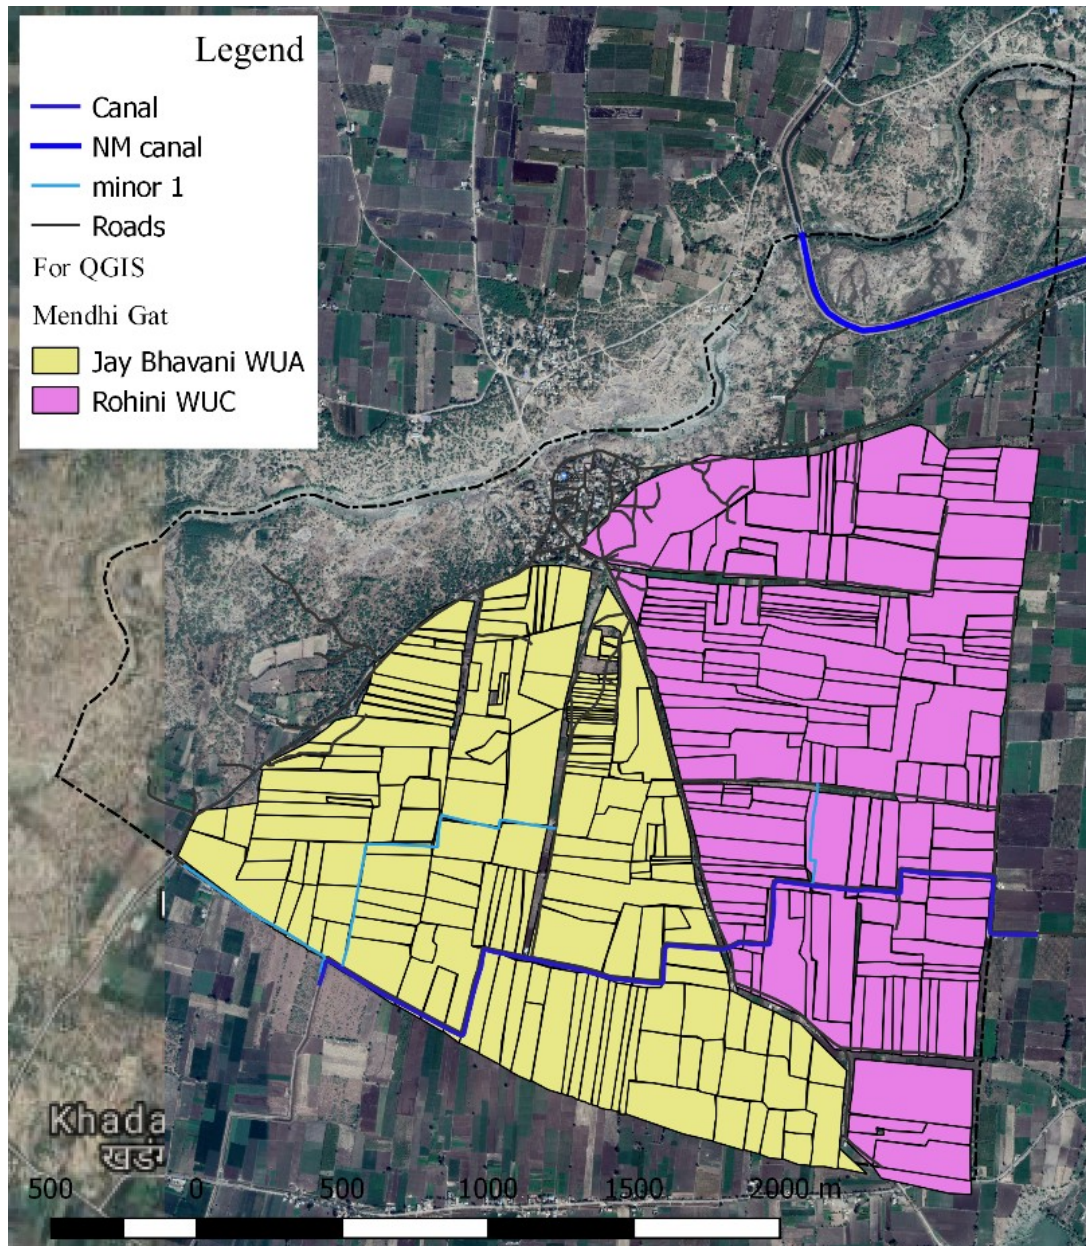 Legend
Canal
NM canal
minor 1
Roads
For QGIS
Mendhi Gat
Jay Bhavani WUA
Rohini WUC
Khada
500 0 500 1000 1500 2000 m